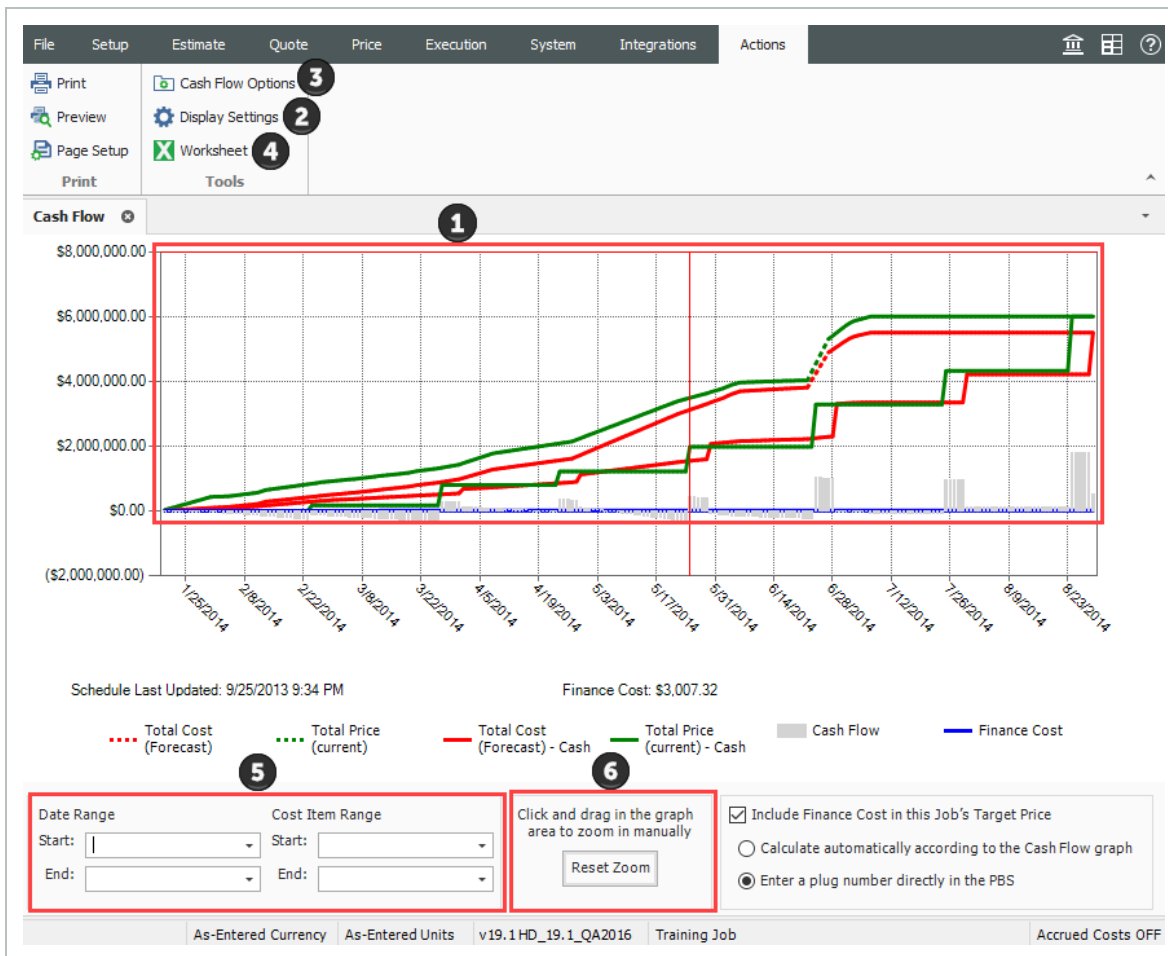 File Setup Estimate Quote Price Execution System Integrations Actions
Print
Preview
Page Setup
Print
Cash Flow Options 3
Display Settings 2
Worksheet 4
Tools
Cash Flow
1
$8,000,000.00
$6,000,000.00
$4,000,000.00
$2,000,000.00
$0.00
($2,000,000.00)
1/25/2014 2/8/2014 2/22/2014 3/8/2014 3/22/2014 4/5/2014 4/19/2014 5/3/2014 5/17/2014 5/31/2014 6/14/2014 6/28/2014 7/12/2014 7/26/2014 8/9/2014 8/23/2014
Schedule Last Updated: 9/25/2013 9:34 PM
Finance Cost: $3,007.32
Total Cost
(Forecast)
Total Price
(current)
Total Cost
(Forecast) - Cash
Total Price
(current) - Cash
Cash Flow
Finance Cost
5
Date Range
Start:
End:
Cost Item Range
Start:
End:
6
Click and drag in the graph
area to zoom in manually
Reset Zoom
Include Finance Cost in this Job's Target Price
Calculate automatically according to the Cash Flow graph
Enter a plug number directly in the PBS
As-Entered Currency As-Entered Units v19.1 HD_19.1_QA2016 Training Job Accrued Costs OFF